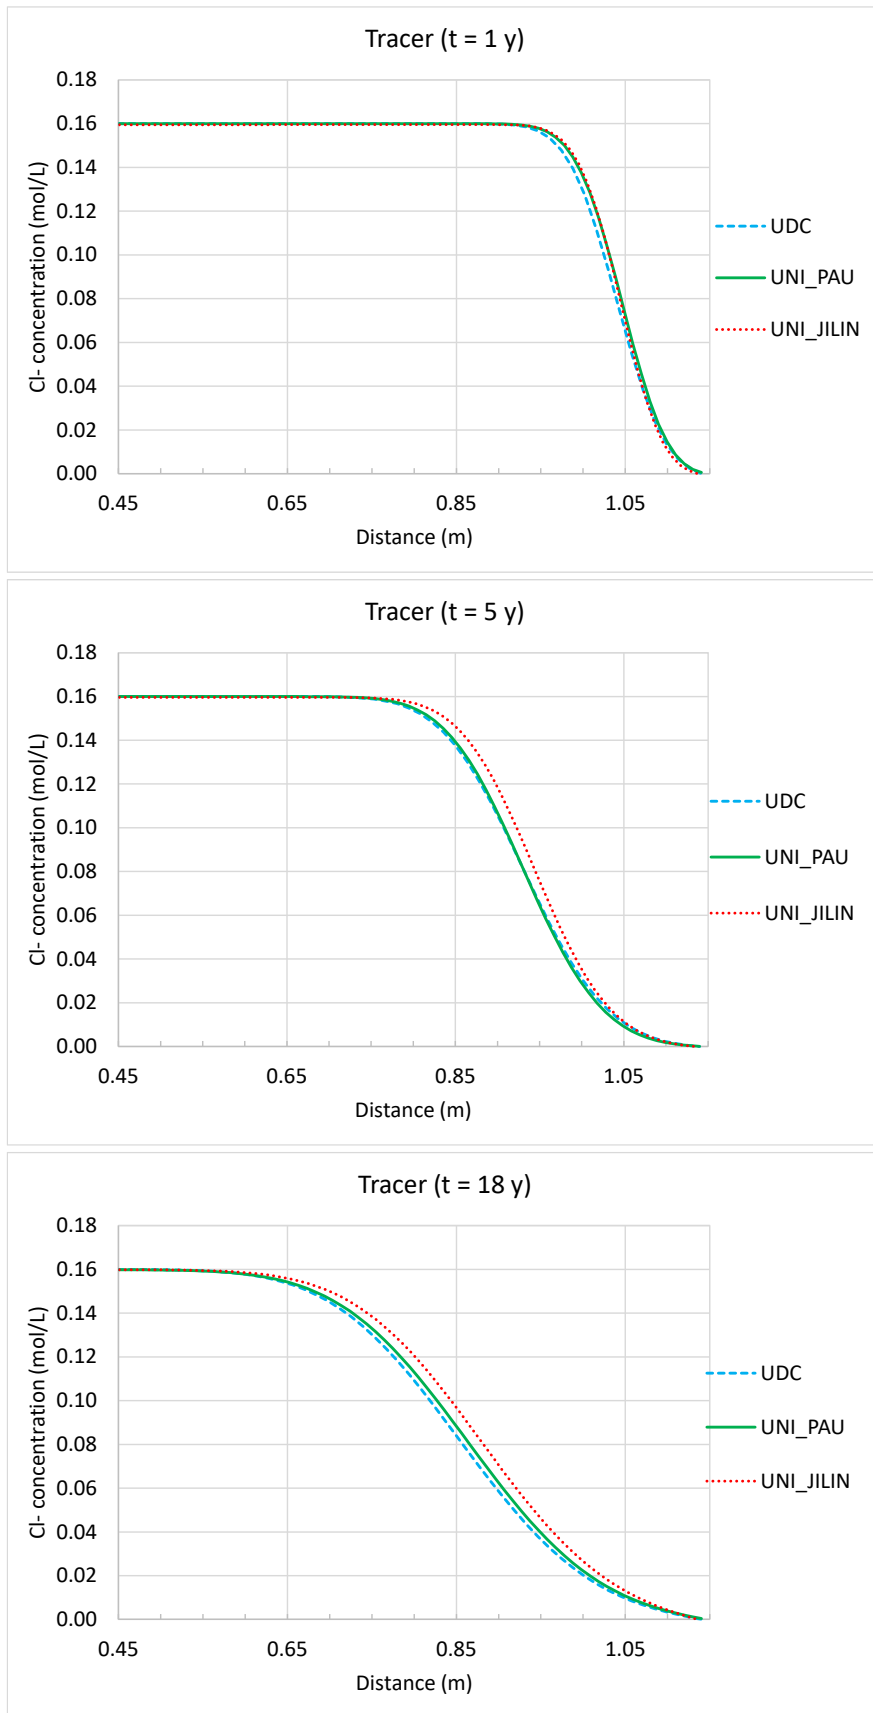 Tracer (t = 1 y)
Cl- concentration (mol/L)
0.18
0.16
0.14
0.12
0.10
0.08
0.06
0.04
0.02
0.00
0.45 0.65 0.85 1.05
Distance (m)
UDC
UNI_PAU
UNI_JILIN
Tracer (t = 5 y)
Cl- concentration (mol/L)
0.18
0.16
0.14
0.12
0.10
0.08
0.06
0.04
0.02
0.00
0.45 0.65 0.85 1.05
Distance (m)
UDC
UNI_PAU
UNI_JILIN
Tracer (t = 18 y)
Cl- concentration (mol/L)
0.18
0.16
0.14
0.12
0.10
0.08
0.06
0.04
0.02
0.00
0.45 0.65 0.85 1.05
Distance (m)
UDC
UNI_PAU
UNI_JILIN